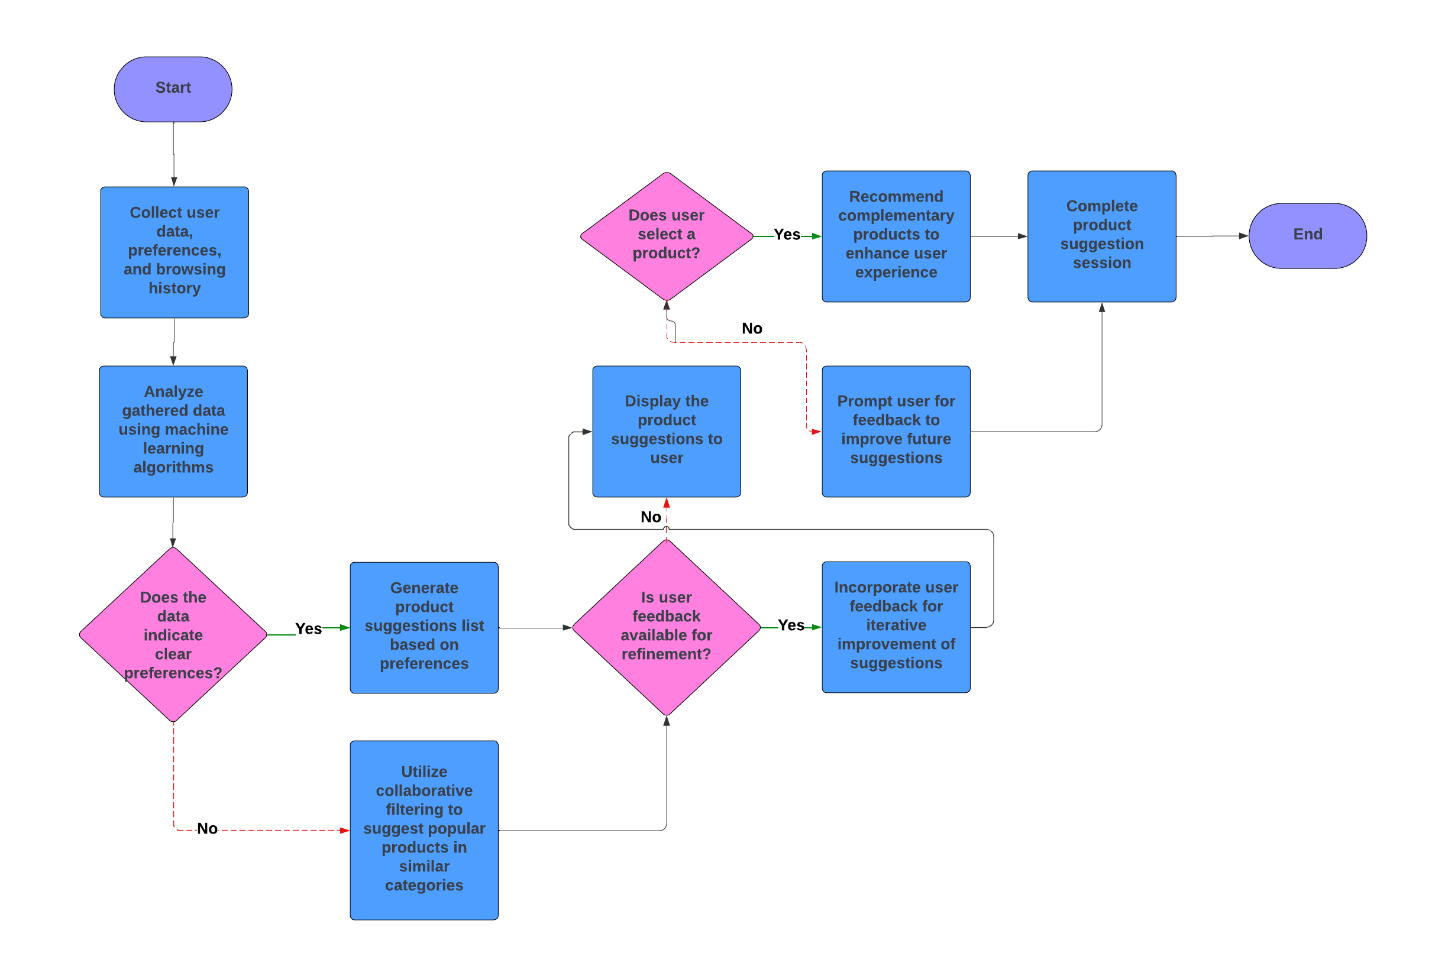 Start
Collect user
data,
preferences,
and browsing
history
Analyze
gathered data
using machine
learning
algorithms
Does the
data
indicate
clear
preferences?
Yes
No
Generate
product
suggestions list
based on
preferences
Utilize
collaborative
filtering to
suggest popular
products in
similar
categories
Is user
feedback
available for
refinement?
Yes
No
Incorporate user
feedback for
iterative
improvement of
suggestions
Display the
product
suggestions to
user
Does user
select a
product?
Yes
No
Recommend
complementary
products to
enhance user
experience
Prompt user for
feedback to
improve future
suggestions
Complete
product
suggestion
session
End